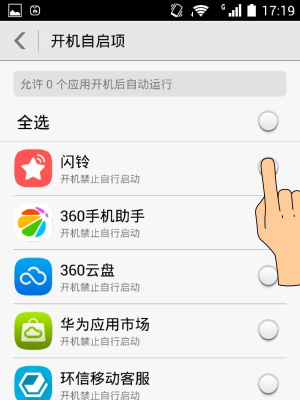 G
17:19
开机自启项
允许 0 个应用开机后自动运行
全选
闪铃
开机禁止自行启动
360手机助手
开机禁止自行启动
360云盘
开机禁止自行启动
华为应用市场
开机禁止自行启动
环信移动客服
开机禁止自行启动